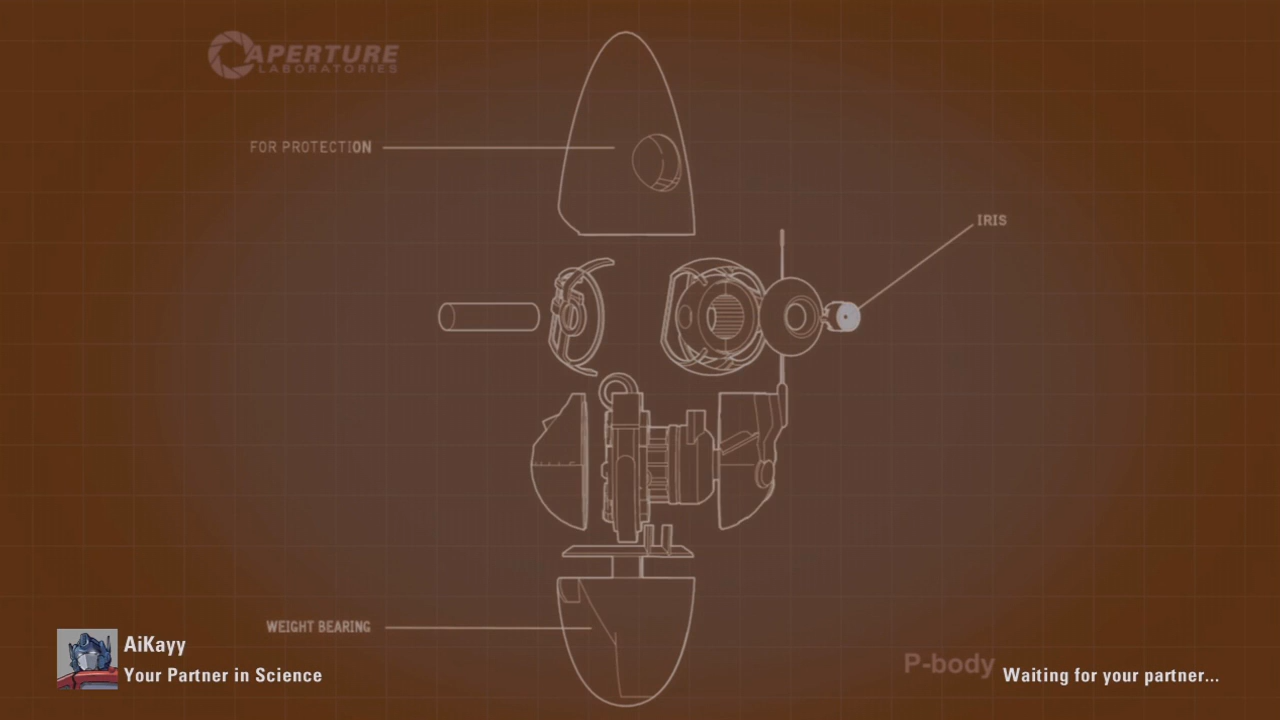 APERTURE
LABORATORIES
FOR PROTECTION
IRIS
WEIGHT BEARING
AiKayy
Your Partner in Science
P-body
Waiting for your partner...